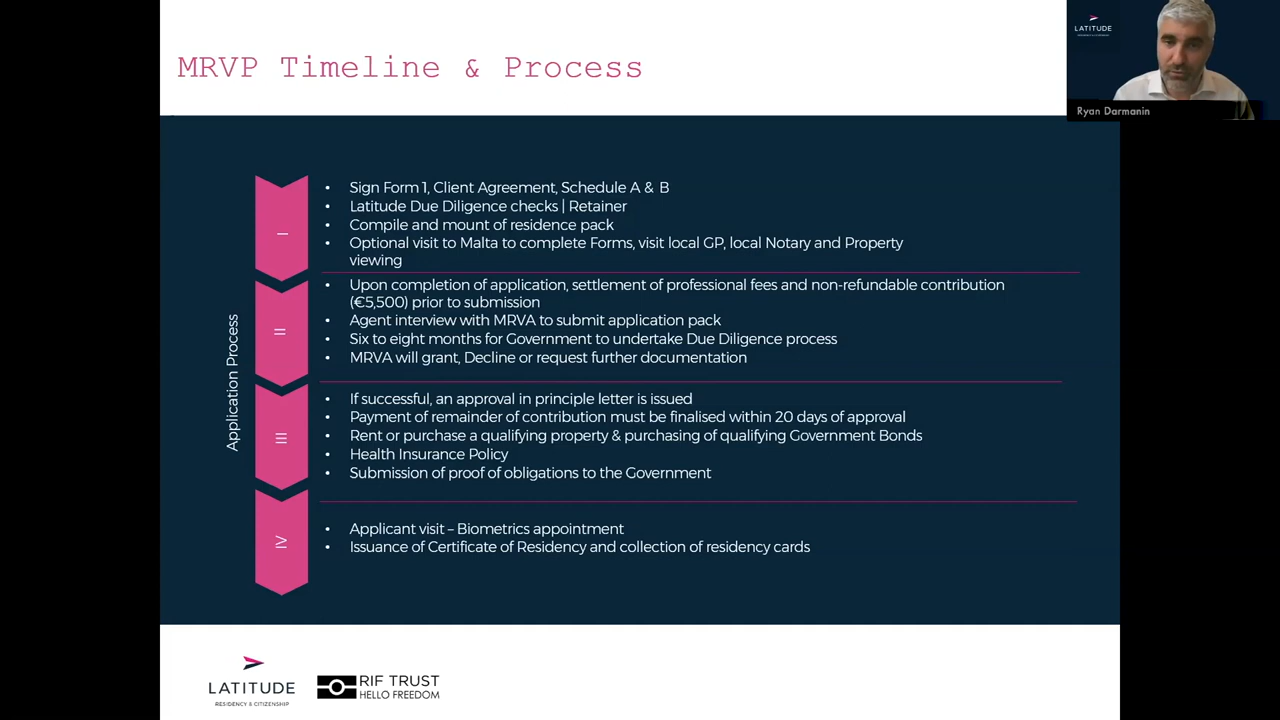 MRVP Timeline & Process
LATITUDE
Ryan Darmanin
Application Process
I
• Sign Form 1, Client Agreement, Schedule A & B
• Latitude Due Diligence checks | Retainer
• Compile and mount of residence pack
• Optional visit to Malta to complete Forms, visit local GP, local Notary and Property
viewing
II
• Upon completion of application, settlement of professional fees and non-refundable contribution
(€5,500) prior to submission
• Agent interview with MRVA to submit application pack
• Six to eight months for Government to undertake Due Diligence process
• MRVA will grant, Decline or request further documentation
III
• If successful, an approval in principle letter is issued
• Payment of remainder of contribution must be finalised within 20 days of approval
• Rent or purchase a qualifying property & purchasing of qualifying Government Bonds
• Health Insurance Policy
• Submission of proof of obligations to the Government
IV
• Applicant visit – Biometrics appointment
• Issuance of Certificate of Residency and collection of residency cards
LATITUDE
RESIDENCY & CITIZENSHIP
RIF TRUST
HELLO FREEDOM